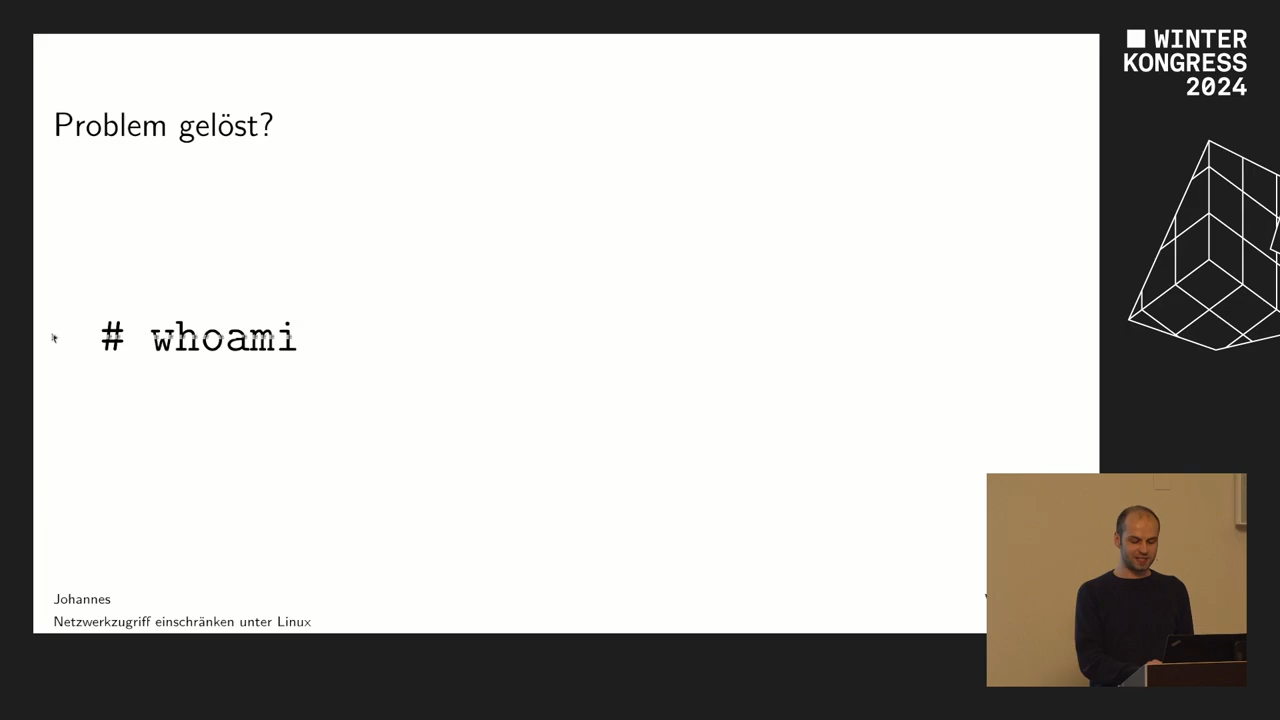 WINTER
KONGRESS
2024
Problem gelöst?
# whoami
Johannes
Netzwerkzugriff einschränken unter Linux